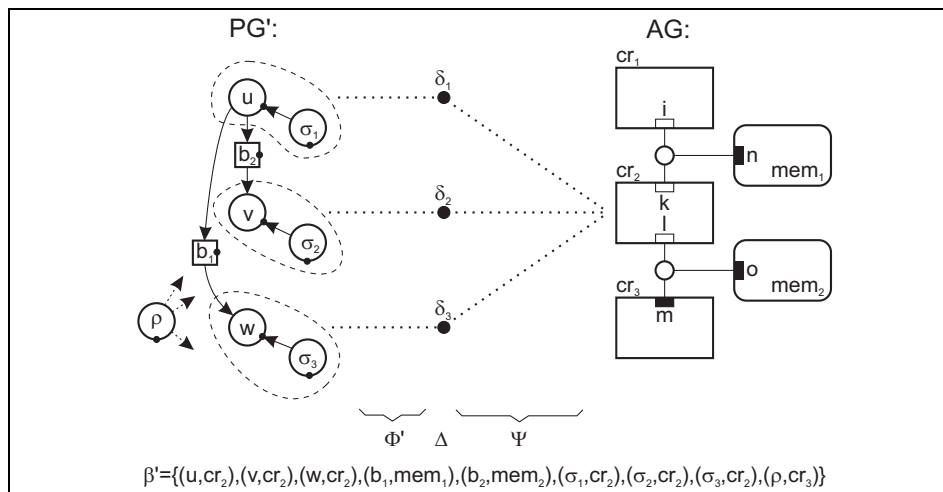 PG':
AG:
u
σ₁
b₂
v
σ₂
b₁
ρ
w
σ₃
δ₁
δ₂
δ₃
cr₁
i
n
mem₁
cr₂
k
l
o
mem₂
cr₃
m
Φ' Δ Ψ
β'={(u,cr₂),(v,cr₂),(w,cr₂),(b₁,mem₁),(b₂,mem₂),(σ₁,cr₂),(σ₂,cr₂),(σ₃,cr₂),(ρ,cr₃)}